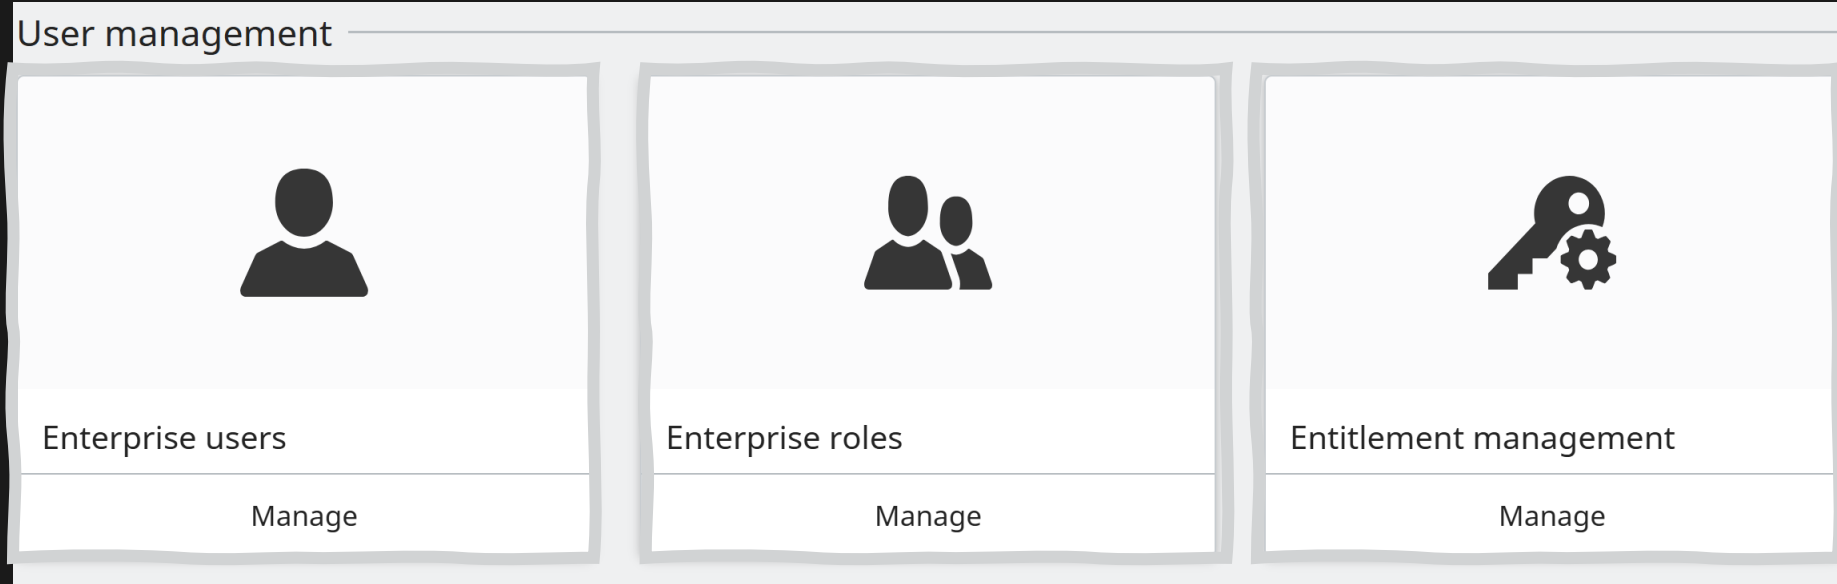 User management
Enterprise users
Enterprise roles
Entitlement management
Manage
Manage
Manage